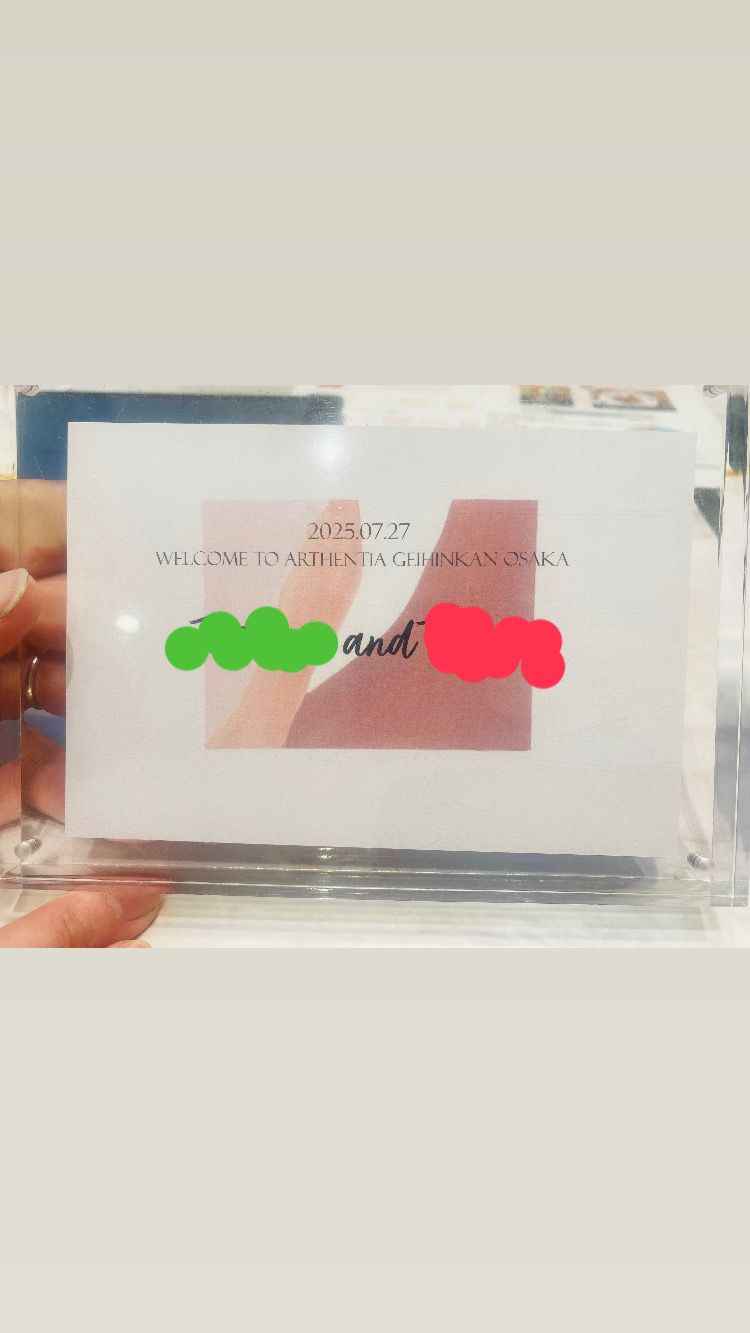 2025.07.27
WELCOME TO ARTHENTIA GEIHINKAN OSAKA
and